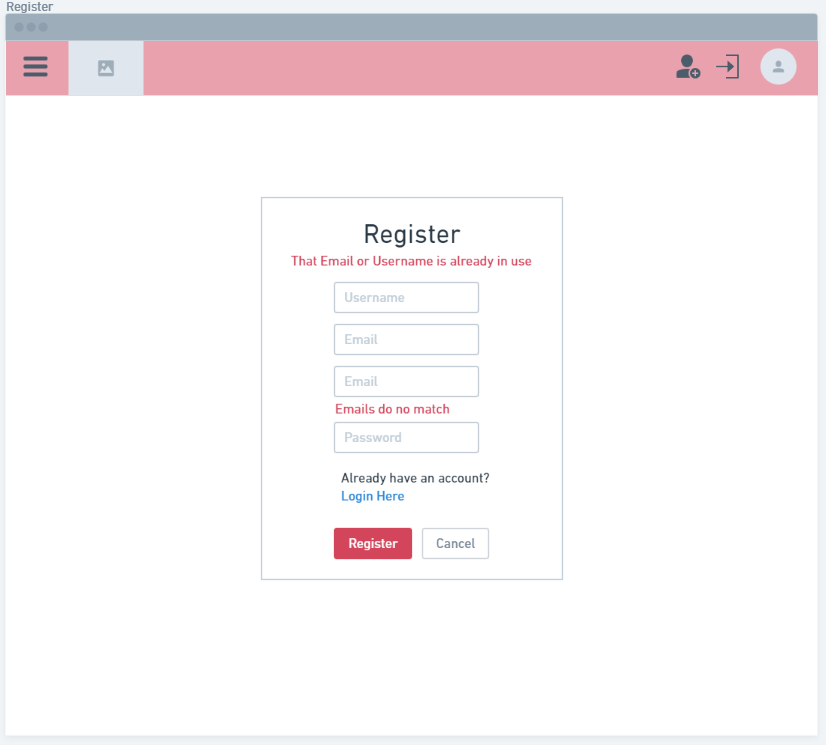 Register
Register
That Email or Username is already in use
Username
Email
Email
Emails do no match
Password
Already have an account?
Login Here
Register
Cancel